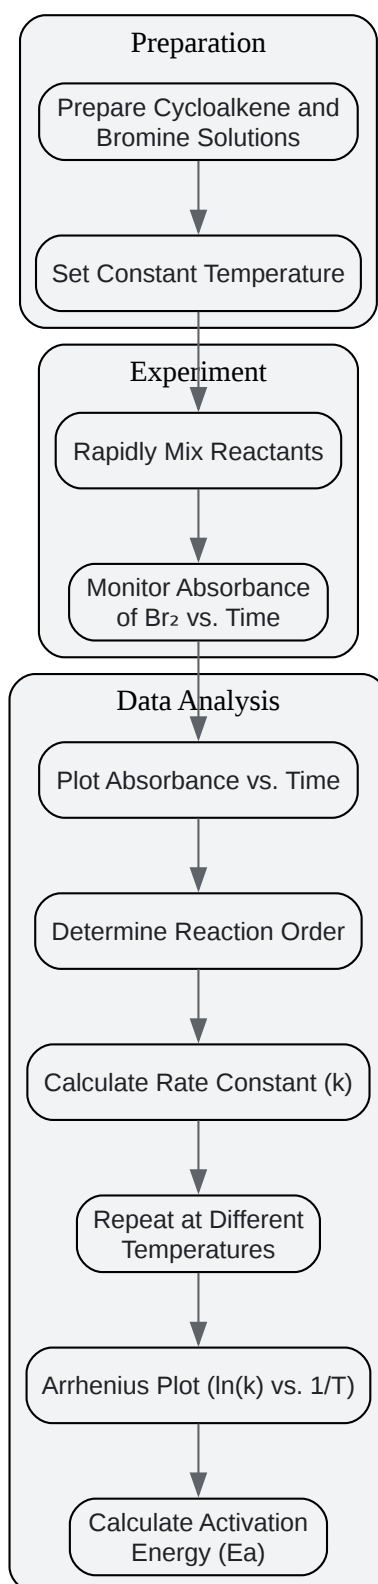 Preparation
Prepare Cycloalkene and
Bromine Solutions
Set Constant Temperature
Experiment
Rapidly Mix Reactants
Monitor Absorbance
of Br₂ vs. Time
Data Analysis
Plot Absorbance vs. Time
Determine Reaction Order
Calculate Rate Constant (k)
Repeat at Different
Temperatures
Arrhenius Plot (ln(k) vs. 1/T)
Calculate Activation
Energy (Ea)